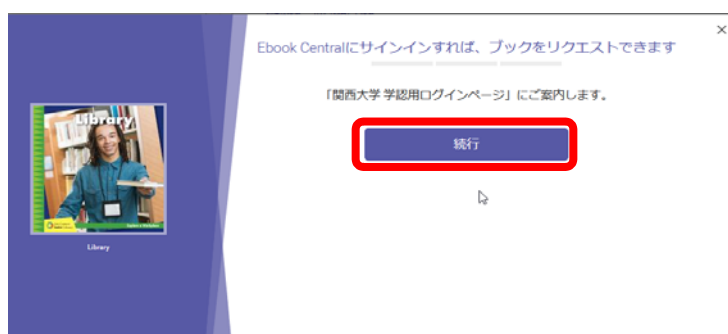 Ebook Centralにサインインすれば、ブックをリクエストできます
「関西大学 学認用ログインページ」にご案内します。
続行
Library
Library